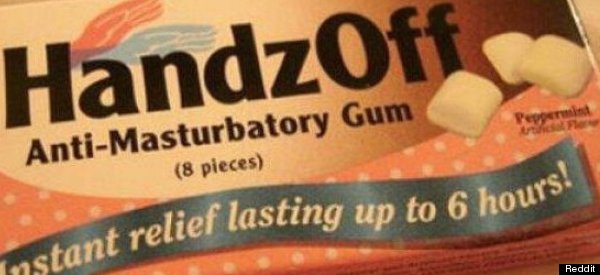 HandzOff
Anti-Masturbatory Gum
(8 pieces)
Peppermint
Artificial Flavor
Instant relief lasting up to 6 hours!
Reddit